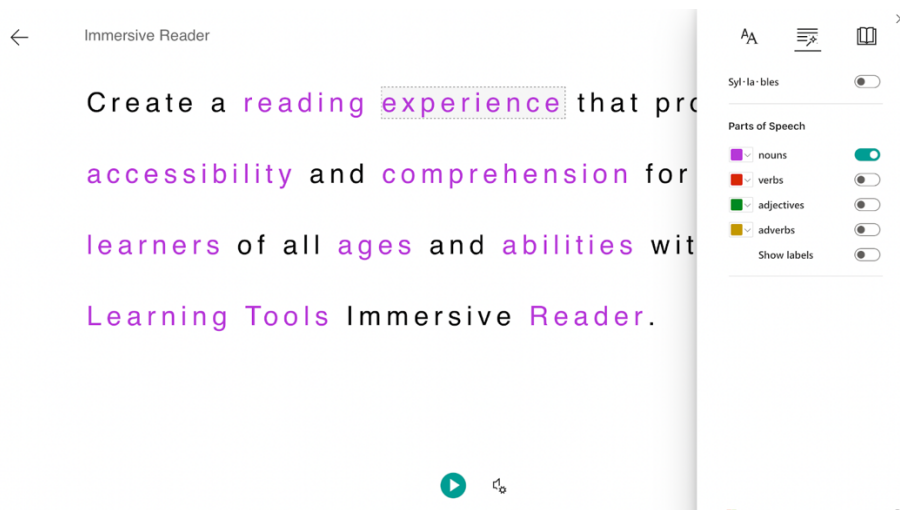 Immersive Reader
Create a reading experience that pro
accessibility and comprehension for
learners of all ages and abilities wit
Learning Tools Immersive Reader.
AA
Syl·la·bles
Parts of Speech
nouns
verbs
adjectives
adverbs
Show labels